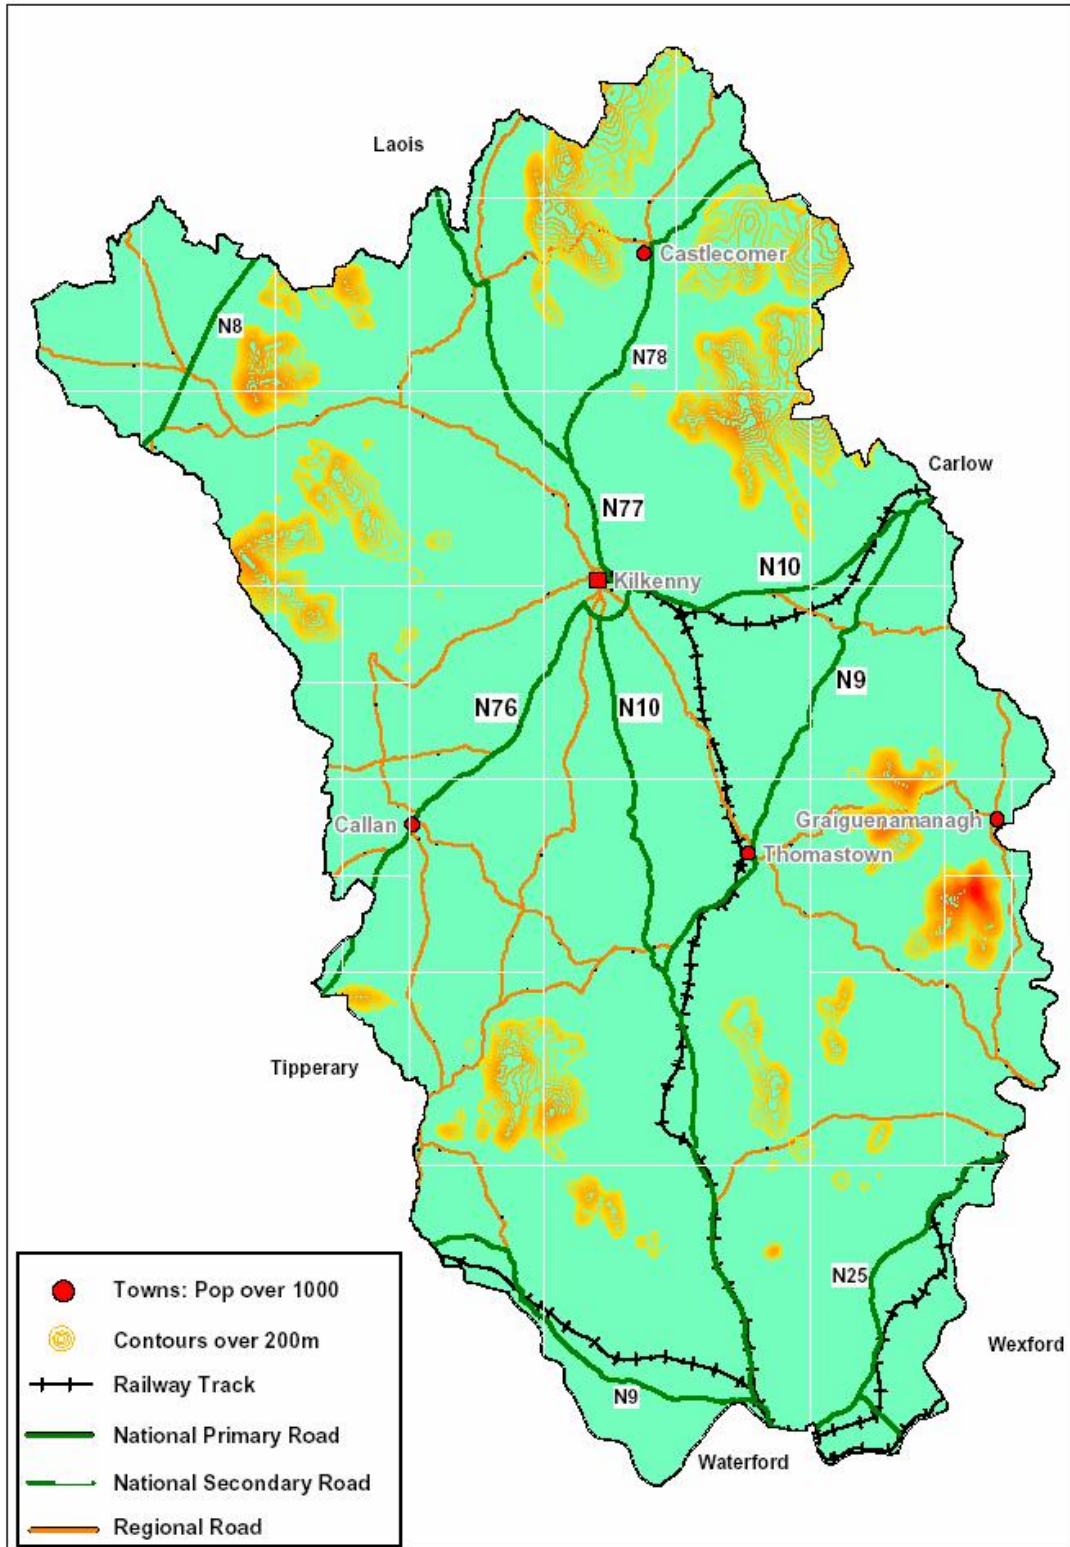 Laois
Castlecomer
N8
N78
Carlow
N77
N10
Kilkenny
N9
N76
N10
Callan
Graiguenamanagh
Thomastown
Tipperary
N25
Towns: Pop over 1000
Contours over 200m
Wexford
Railway Track
N9
National Primary Road
Waterford
National Secondary Road
Regional Road